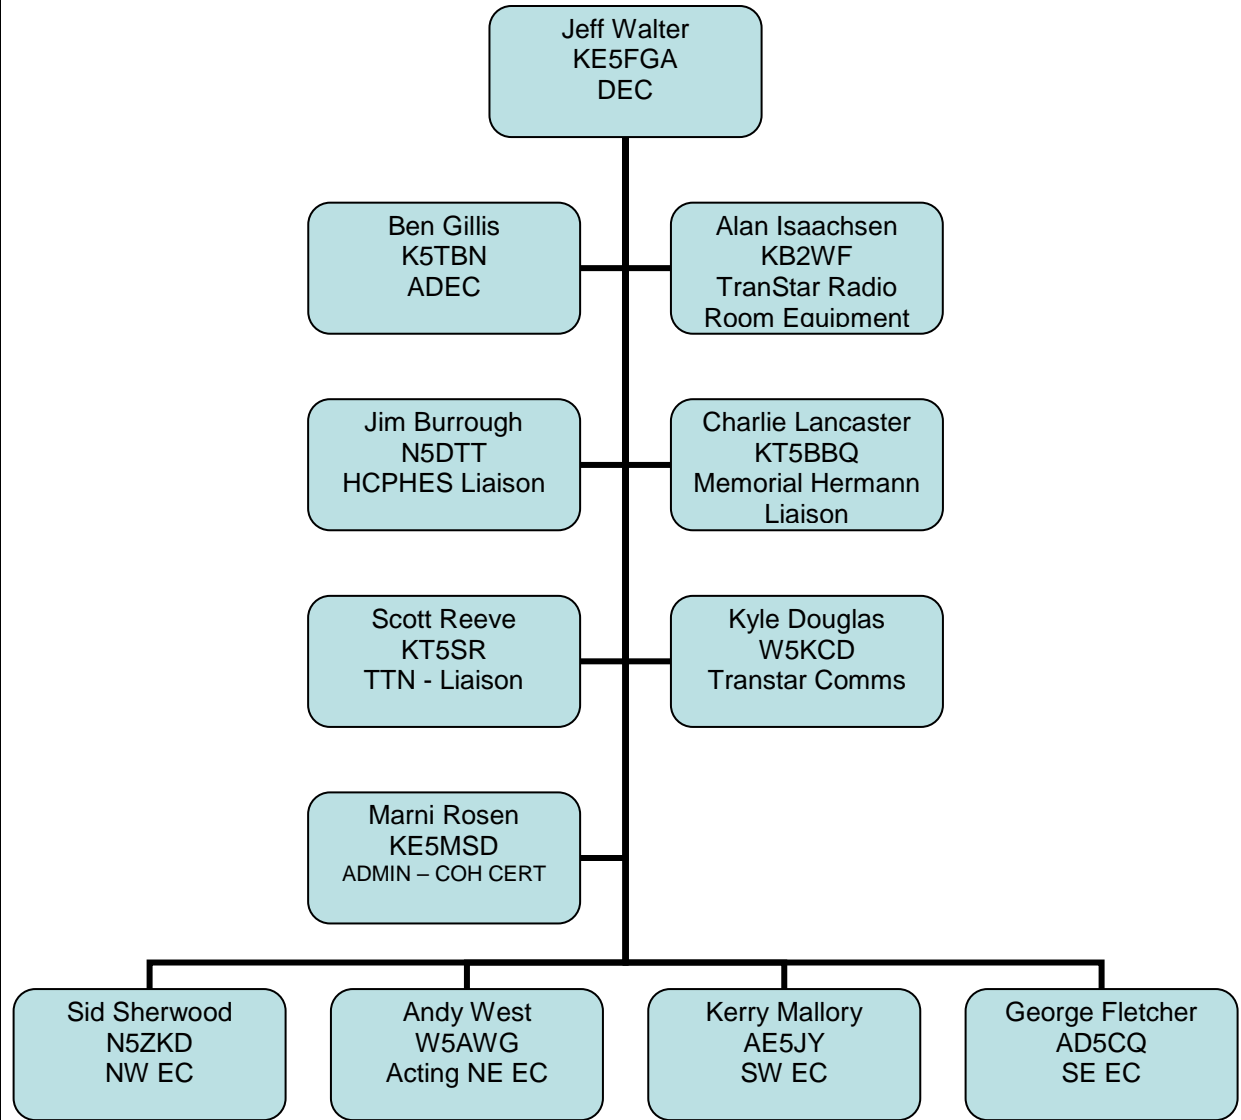 Jeff Walter
KE5FGA
DEC
Ben Gillis
K5TBN
ADEC
Alan Isaachsen
KB2WF
TranStar Radio
Room Equipment
Jim Burrough
N5DTT
HCPHES Liaison
Charlie Lancaster
KT5BBQ
Memorial Hermann
Liaison
Scott Reeve
KT5SR
TTN - Liaison
Kyle Douglas
W5KCD
Transtar Comms
Marni Rosen
KE5MSD
ADMIN – COH CERT
Sid Sherwood
N5ZKD
NW EC
Andy West
W5AWG
Acting NE EC
Kerry Mallory
AE5JY
SW EC
George Fletcher
AD5CQ
SE EC